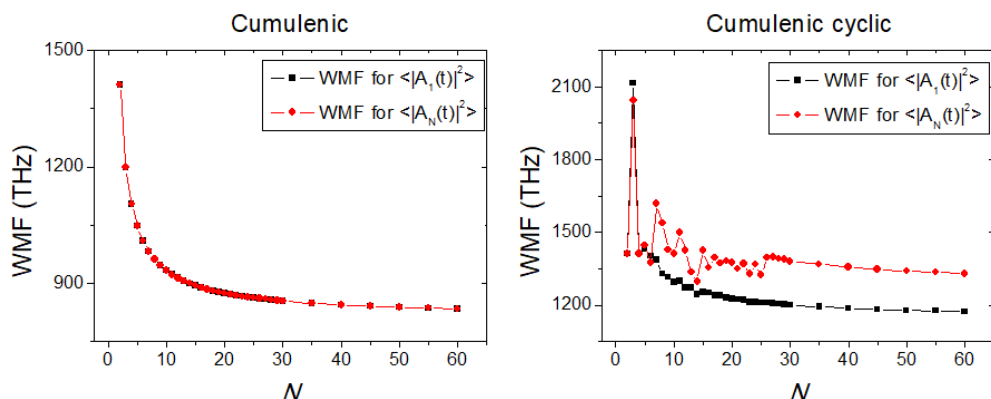 Cumulenic
WMF (THz)
1500
1200
900
WMF for <|A₁(t)|²>
WMF for <|A_N(t)|²>
0 10 20 30 40 50 60
N
Cumulenic cyclic
WMF (THz)
2100
1800
1500
1200
WMF for <|A₁(t)|²>
WMF for <|A_N(t)|²>
0 10 20 30 40 50 60
N